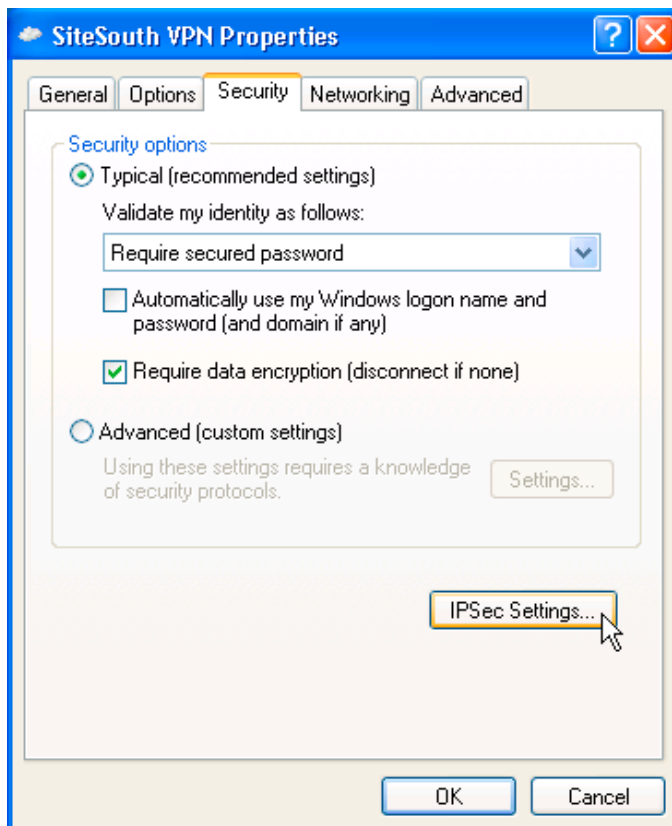 SiteSouth VPN Properties
?
General Options Security Networking Advanced
Security options
Typical (recommended settings)
Validate my identity as follows:
Require secured password
Automatically use my Windows logon name and
password (and domain if any)
Require data encryption (disconnect if none)
Advanced (custom settings)
Using these settings requires a knowledge
of security protocols.
Settings...
IPSec Settings...
OK Cancel